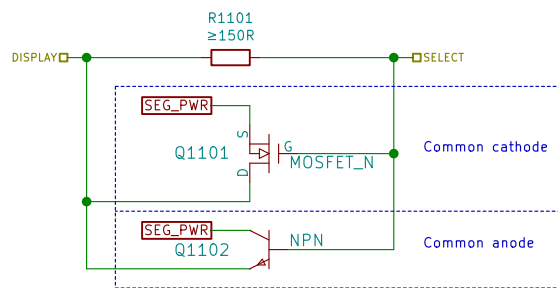 R1101
≥150R
DISPLAY
SELECT
SEG_PWR
S
Q1101
G
MOSFET_N
D
Common cathode
SEG_PWR
Q1102
NPN
Common anode